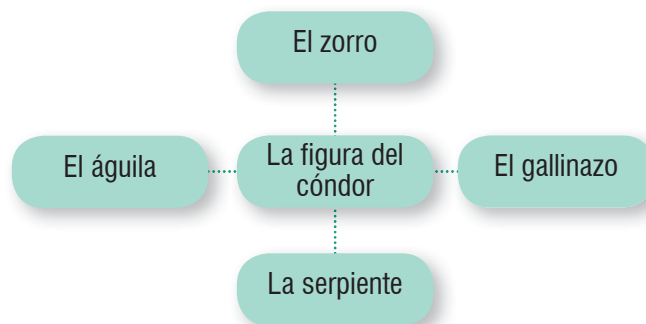 El zorro
El águila
La figura del
cóndor
El gallinazo
La serpiente